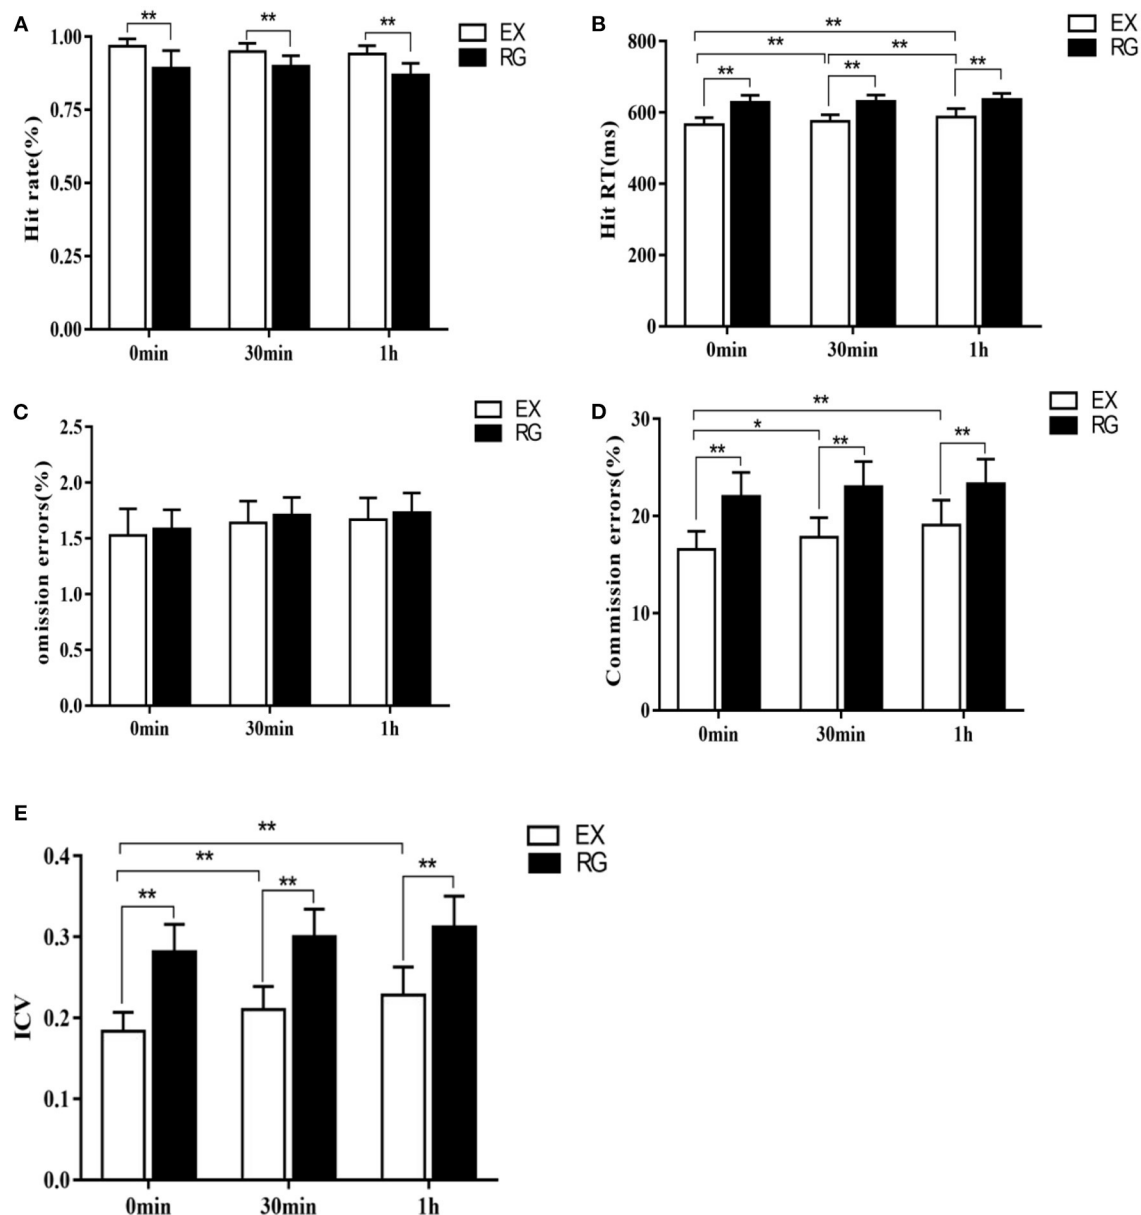 A
** ** **
EX
RG
Hit rate(%)
1.00
0.75
0.50
0.25
0.00
0min 30min 1h
B
**
** **
** ** **
EX
RG
Hit RT(ms)
800
600
400
200
0
0min 30min 1h
C
EX
RG
omission errors(%)
2.5
2.0
1.5
1.0
0.5
0.0
0min 30min 1h
D
**
*
** ** **
EX
RG
Commission errors(%)
30
20
10
0
0min 30min 1h
E
**
**
** ** **
EX
RG
ICV
0.4
0.3
0.2
0.1
0.0
0min 30min 1h